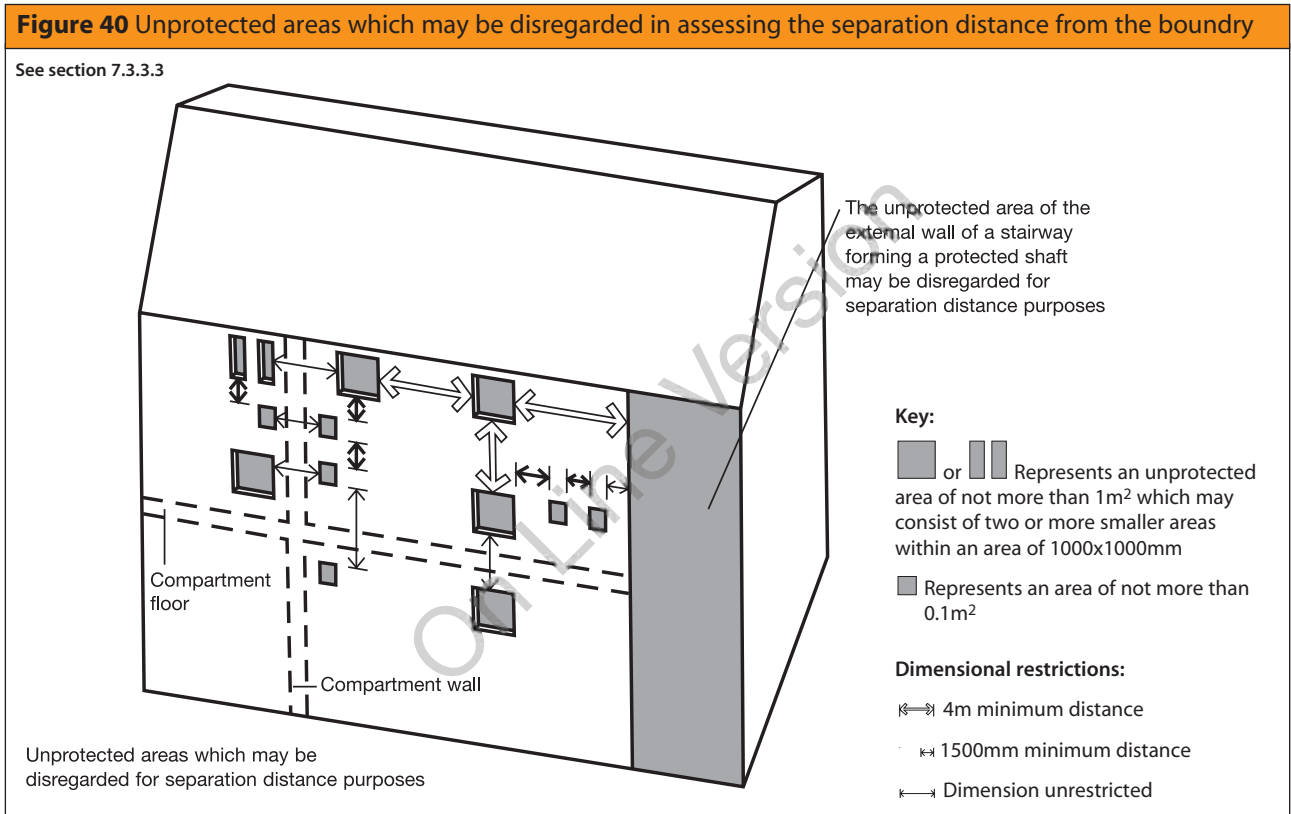 Figure 40 Unprotected areas which may be disregarded in assessing the separation distance from the boundry
See section 7.3.3.3
The unprotected area of the
external wall of a stairway
forming a protected shaft
may be disregarded for
separation distance purposes
Compartment
floor
Compartment wall
Unprotected areas which may be
disregarded for separation distance purposes
Key:
or Represents an unprotected
area of not more than 1m² which may
consist of two or more smaller areas
within an area of 1000x1000mm
Represents an area of not more than
0.1m²
Dimensional restrictions:
4m minimum distance
1500mm minimum distance
Dimension unrestricted
On Line Version